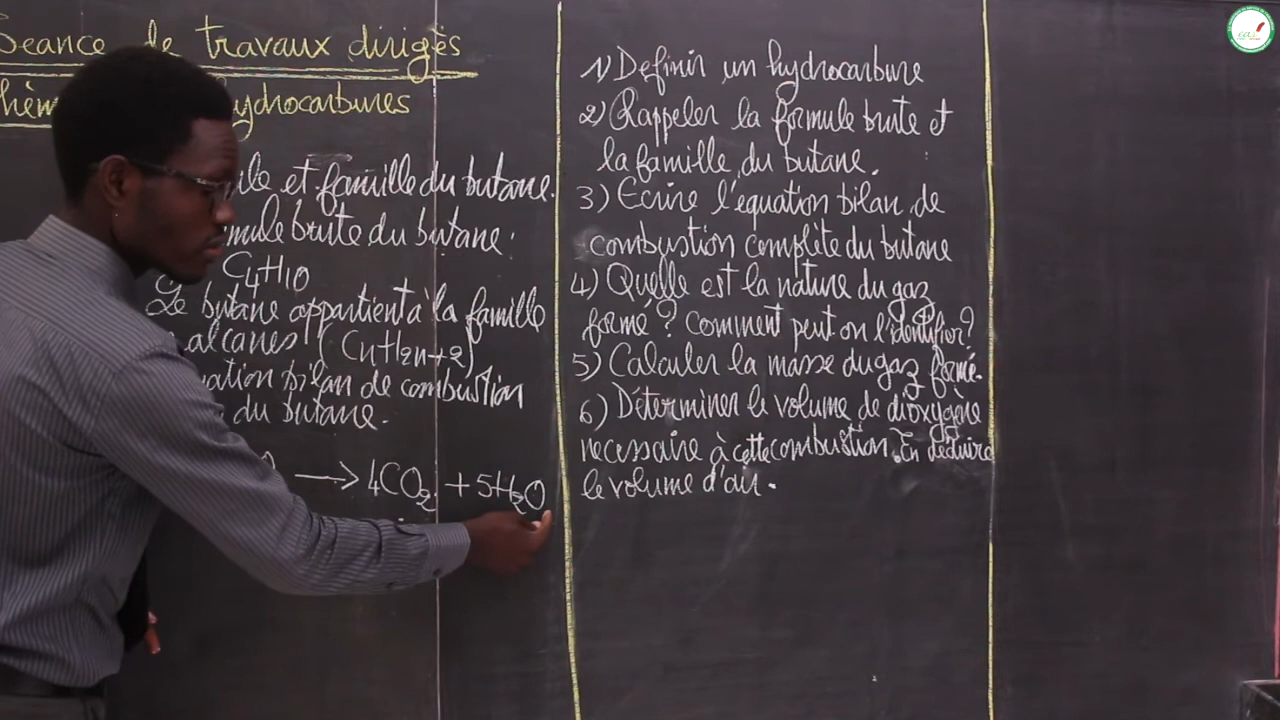 Seance de travaux dirigés
hydrocarbures
et famille du butane.
brute du butane.
C4H10
Le butane appartient à la famille
alcanes (CnH2n+2)
bilan de combustion
du butane.
⟶ 4CO2 + 5H2O
1) Definir un hydrocarbure
2) Rappeler la formule brute et
la famille du butane.
3) Ecrire l'équation bilan de
combustion complète du butane
4) Quelle est la nature du gaz
formé? Comment peut on l'identifier?
5) Calculer la masse du gaz formé.
6) Déterminer le volume de dioxygène
necessaire à cette combustion. En deduire
le volume d'air.